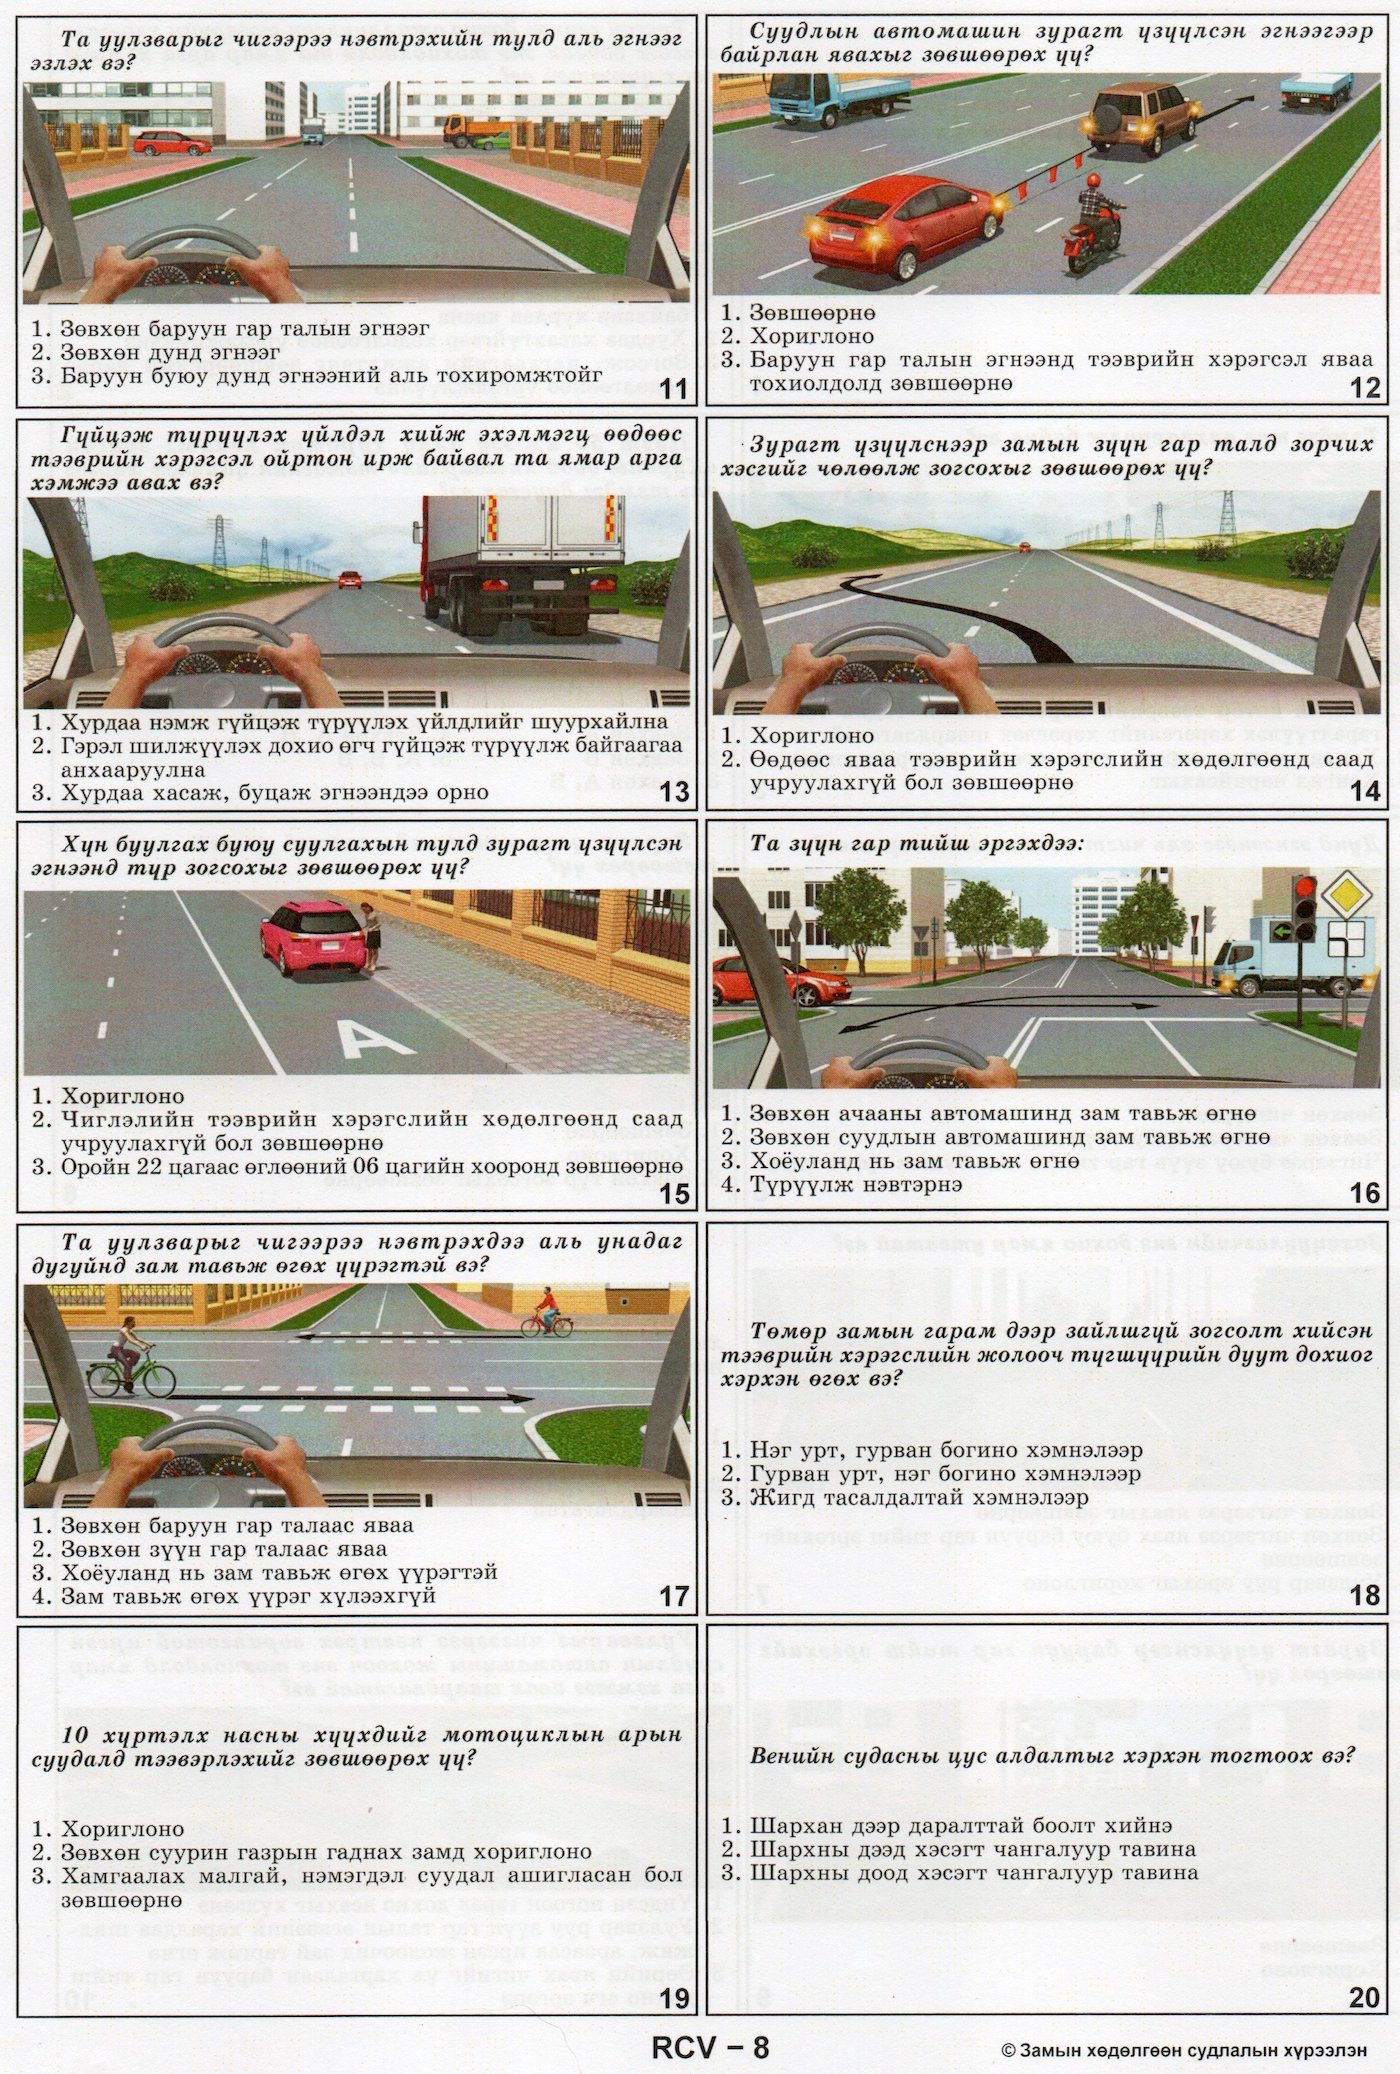 Та уулзварыг чигээрээ нэвтрэхийн тулд аль эгнээг
эзлэх вэ?
1. Зөвхөн баруун гар талын эгнээг
2. Зөвхөн дунд эгнээг
3. Баруун буюу дунд эгнээний аль тохиромжтойг
11
Суудлын автомашин зурагт үзүүлсэн эгнээгээр
байрлан явахыг зөвшөөрөх үү?
1. Зөвшөөрнө
2. Хориглоно
3. Баруун гар талын эгнээнд тээврийн хэрэгсэл яваа
тохиолдолд зөвшөөрнө
12
Гүйцэж түрүүлэх үйлдэл хийж эхэлмэгц өөдөөс
тээврийн хэрэгсэл ойртон ирж байвал та ямар арга
хэмжээ авах вэ?
1. Хурдаа нэмж гүйцэж түрүүлэх үйлдлийг шуурхайлна
2. Гэрэл шилжүүлэх дохио өгч гүйцэж түрүүлж байгаагаа
анхааруулна
3. Хурдаа хасаж, буцаж эгнээндээ орно
13
Зурагт үзүүлснээр замын зүүн гар талд зорчих
хэсгийг чөлөөлж зогсохыг зөвшөөрөх үү?
1. Хориглоно
2. Өөдөөс яваа тээврийн хэрэгслийн хөдөлгөөнд саад
учруулахгүй бол зөвшөөрнө
14
Хүн буулгах буюу суулгахын тулд зурагт үзүүлсэн
эгнээнд түр зогсохыг зөвшөөрөх үү?
A
1. Хориглоно
2. Чиглэлийн тээврийн хэрэгслийн хөдөлгөөнд саад
учруулахгүй бол зөвшөөрнө
3. Оройн 22 цагаас өглөөний 06 цагийн хооронд зөвшөөрнө
15
Та зүүн гар тийш эргэхдээ:
1. Зөвхөн ачааны автомашинд зам тавьж өгнө
2. Зөвхөн суудлын автомашинд зам тавьж өгнө
3. Хоёуланд нь зам тавьж өгнө
4. Түрүүлж нэвтэрнэ
16
Та уулзварыг чигээрээ нэвтрэхдээ аль унадаг
дугуйнд зам тавьж өгөх үүрэгтэй вэ?
1. Зөвхөн баруун гар талаас яваа
2. Зөвхөн зүүн гар талаас яваа
3. Хоёуланд нь зам тавьж өгөх үүрэгтэй
4. Зам тавьж өгөх үүрэг хүлээхгүй
17
Төмөр замын гарам дээр зайлшгүй зогсолт хийсэн
тээврийн хэрэгслийн жолооч түгшүүрийн дуут дохиог
хэрхэн өгөх вэ?
1. Нэг урт, гурван богино хэмнэлээр
2. Гурван урт, нэг богино хэмнэлээр
3. Жигд тасалдалтай хэмнэлээр
18
10 хүртэлх насны хүүхдийг мотоциклын арын
суудалд тээвэрлэхийг зөвшөөрөх үү?
1. Хориглоно
2. Зөвхөн суурин газрын гаднах замд хориглоно
3. Хамгаалах малгай, нэмэгдэл суудал ашигласан бол
зөвшөөрнө
19
Венийн судасны цус алдалтыг хэрхэн тогтоох вэ?
1. Шархан дээр даралттай боолт хийнэ
2. Шархны дээд хэсэгт чангалуур тавина
3. Шархны доод хэсэгт чангалуур тавина
20
RCV – 8
© Замын хөдөлгөөн судлалын хүрээлэн